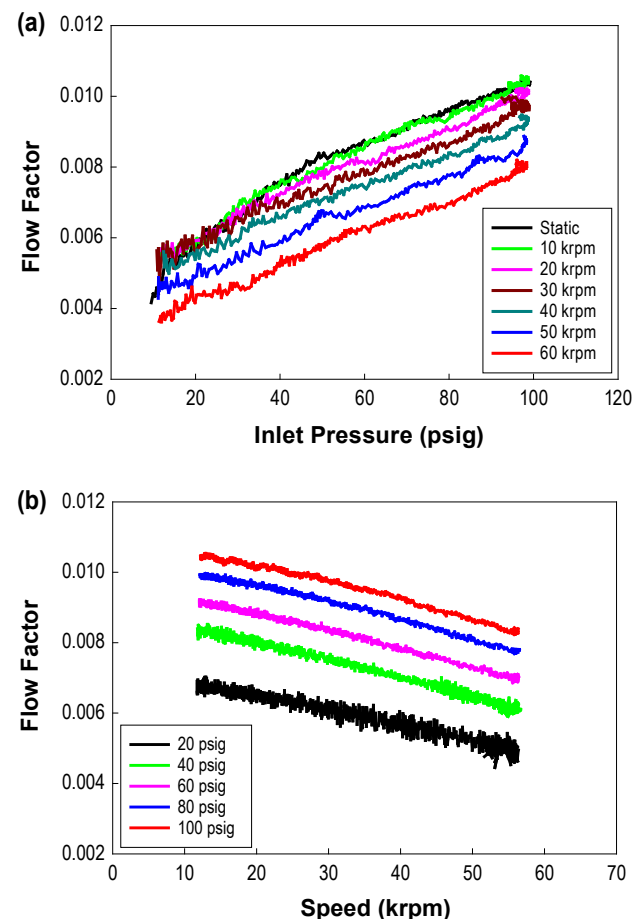 (a)
0.012
0.010
0.008
0.006
0.004
0.002
Flow Factor
0 20 40 60 80 100 120
Inlet Pressure (psig)
Static
10 krpm
20 krpm
30 krpm
40 krpm
50 krpm
60 krpm
(b)
0.012
0.010
0.008
0.006
0.004
0.002
Flow Factor
20 psig
40 psig
60 psig
80 psig
100 psig
0 10 20 30 40 50 60 70
Speed (krpm)